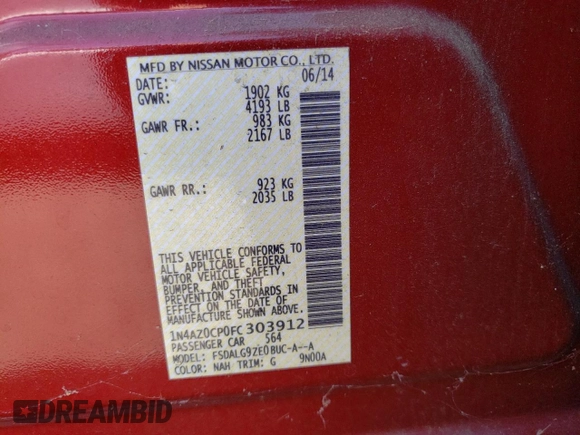 MFD BY NISSAN MOTOR CO., LTD.
DATE: 06/14
GVWR: 1902 KG
4193 LB
GAWR FR.: 983 KG
2167 LB
GAWR RR.: 923 KG
2035 LB
THIS VEHICLE CONFORMS TO
ALL APPLICABLE FEDERAL
MOTOR VEHICLE SAFETY,
BUMPER, AND THEFT
PREVENTION STANDARDS IN
EFFECT ON THE DATE OF
MANUFACTURE SHOWN ABOVE.
1N4AZ0CP0FC303912
PASSENGER CAR 564
MODEL: FSDALG9ZE0BUC-A--A
COLOR: NAH TRIM: G 9N00A
DREAMBID